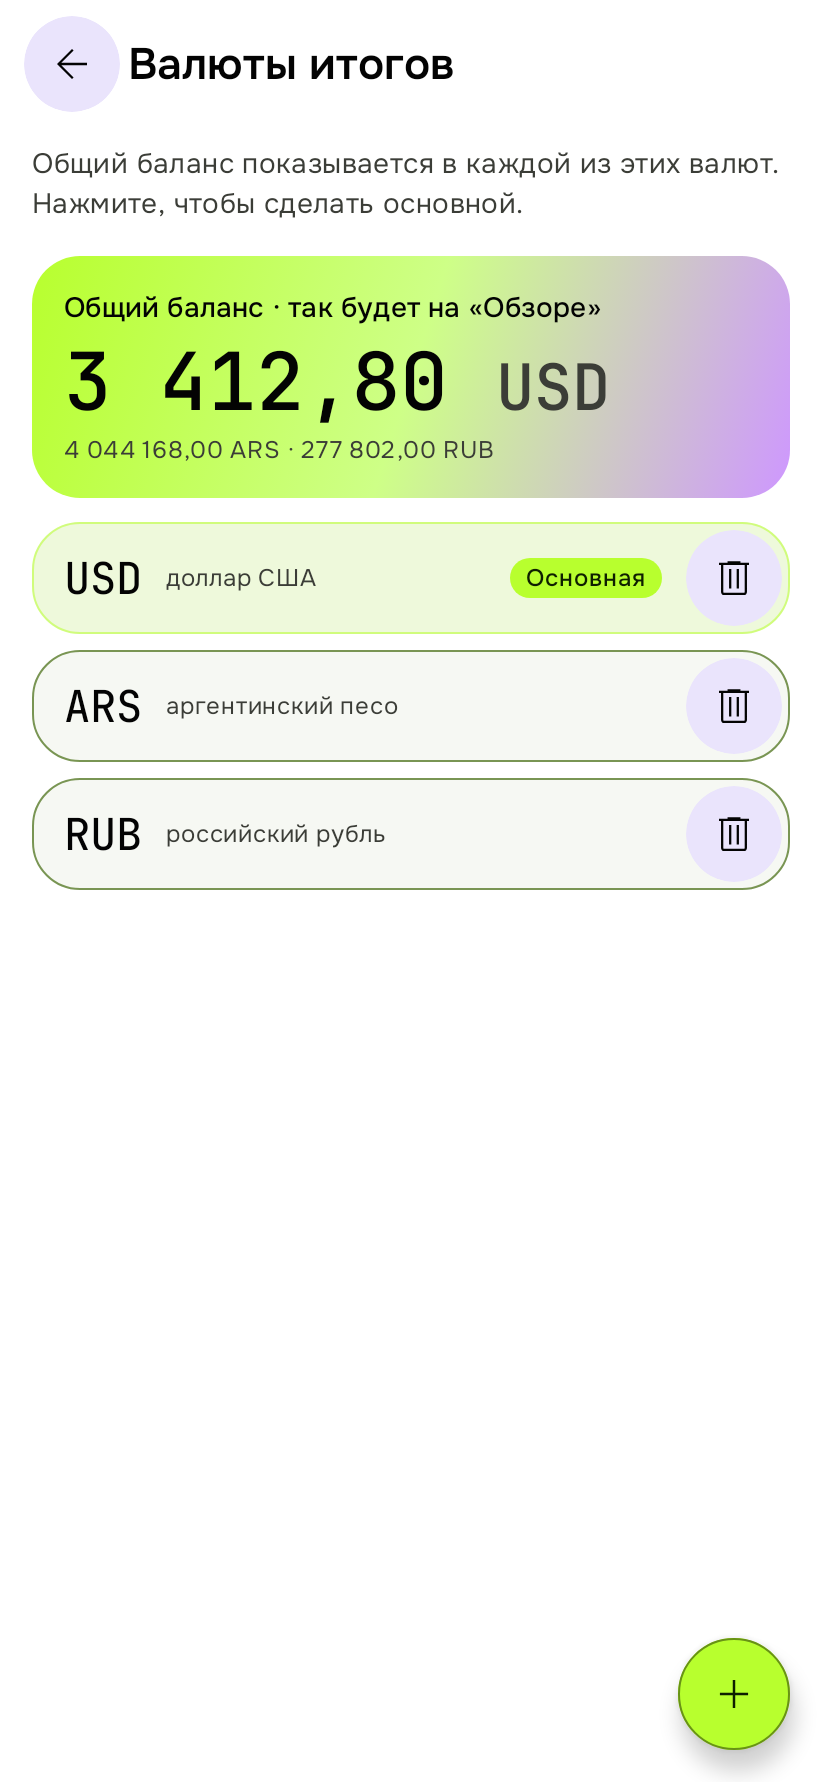 Валюты итогов
Общий баланс показывается в каждой из этих валют.
Нажмите, чтобы сделать основной.
Общий баланс · так будет на «Обзоре»
3 412,80 USD
4 044 168,00 ARS · 277 802,00 RUB
USD доллар США Основная
ARS аргентинский песо
RUB российский рубль